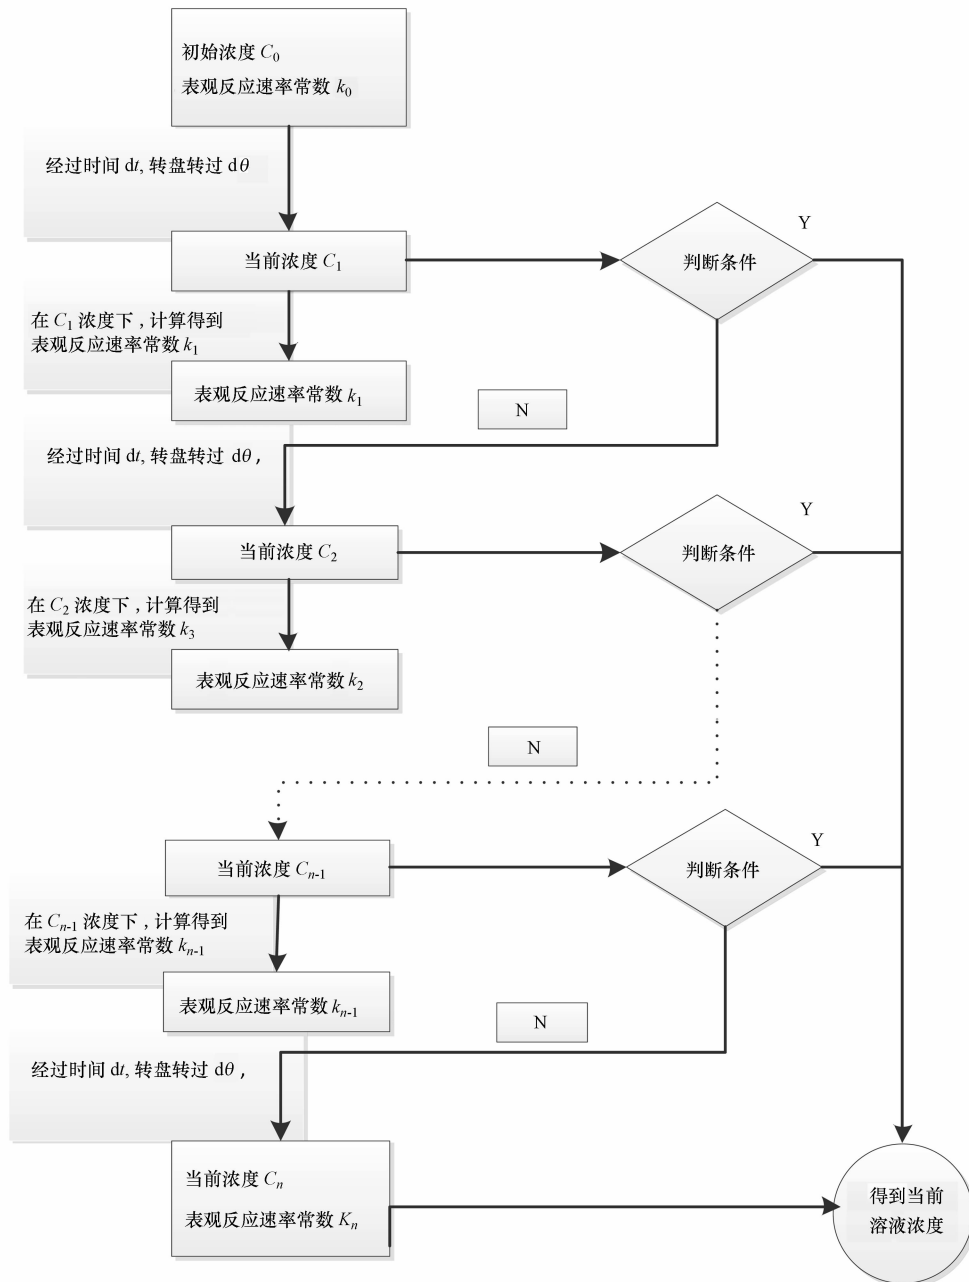 初始浓度 C0
表观反应速率常数 k0
经过时间 dt, 转盘转过 dθ
Y
当前浓度 C1
判断条件
在 C1 浓度下 , 计算得到
表观反应速率常数 k1
表观反应速率常数 k1
N
经过时间 dt, 转盘转过 dθ ,
Y
当前浓度 C2
判断条件
在 C2 浓度下 , 计算得到
表观反应速率常数 k3
表观反应速率常数 k2
N
Y
当前浓度 Cn-1
判断条件
在 Cn-1 浓度下 , 计算得到
表观反应速率常数 kn-1
表观反应速率常数 kn-1
N
经过时间 dt, 转盘转过 dθ ,
当前浓度 Cn
表观反应速率常数 Kn
得到当前
溶液浓度